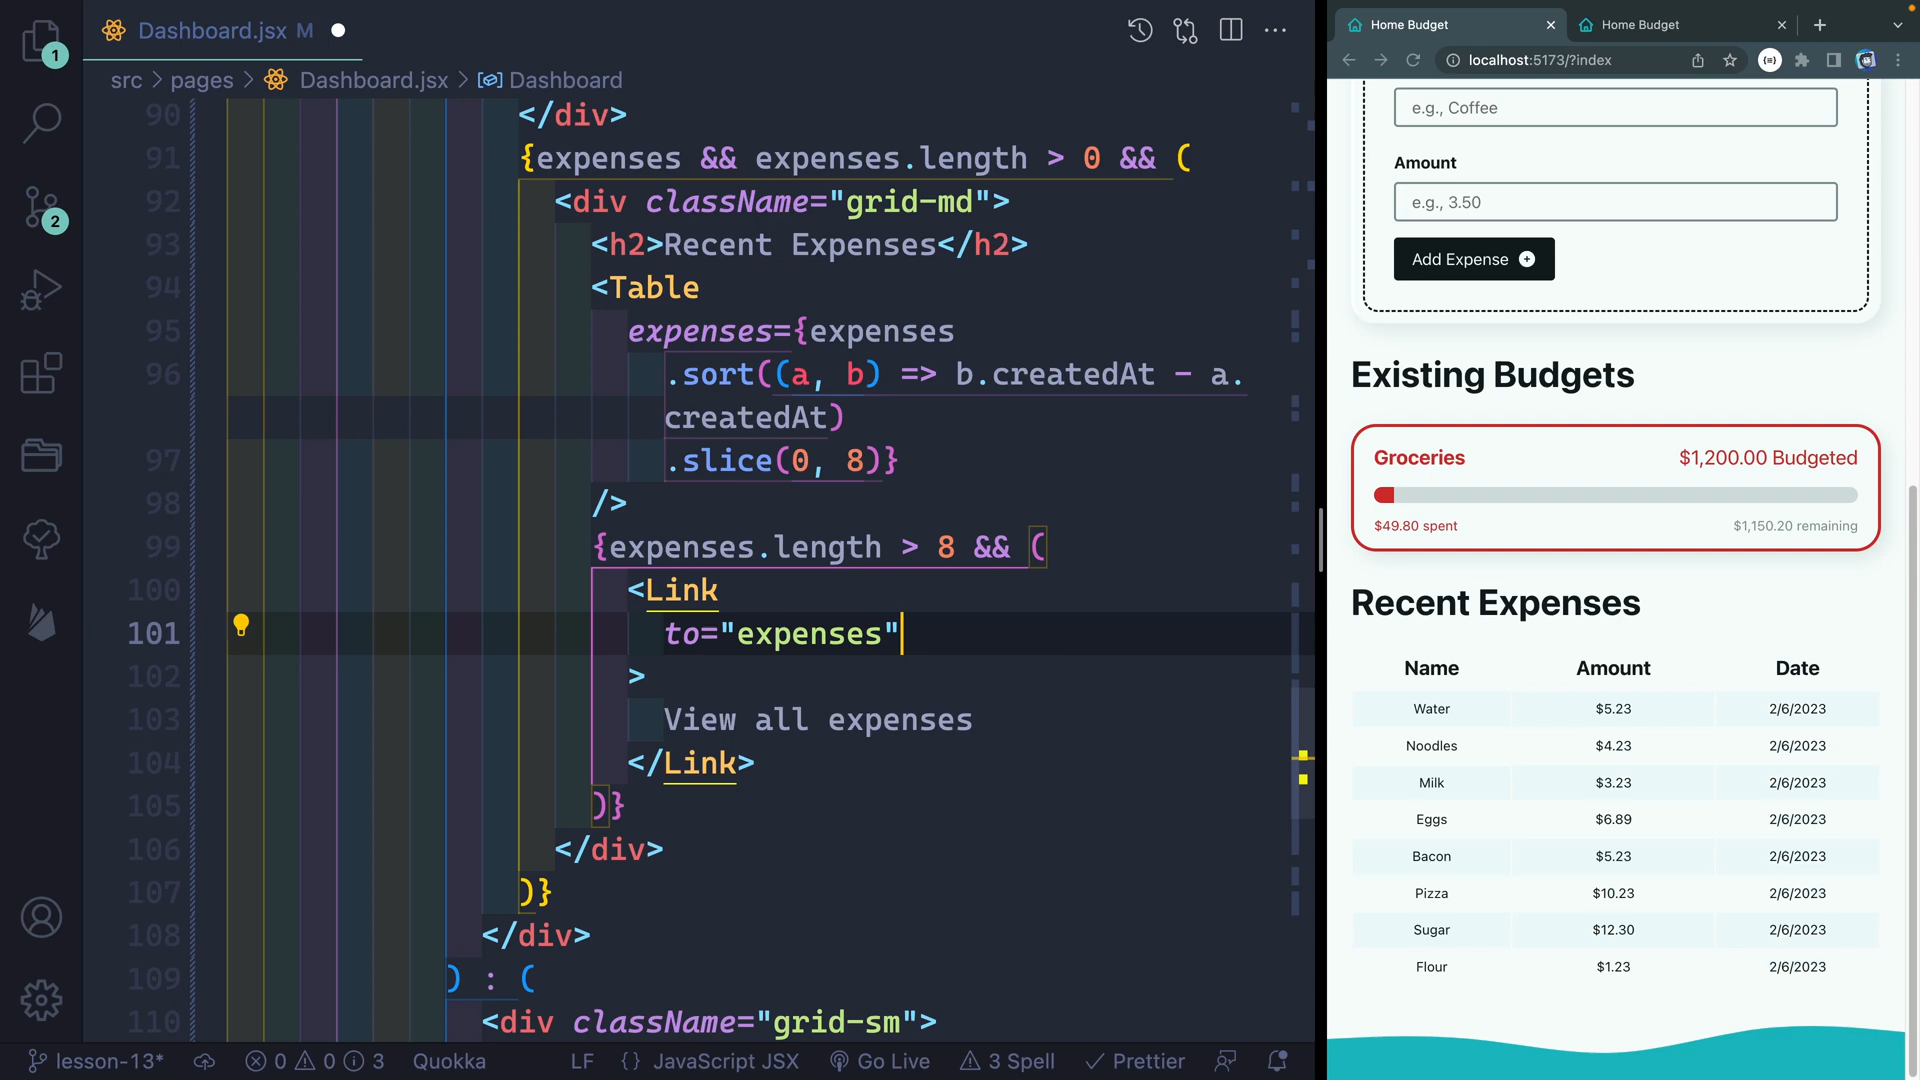 Dashboard.jsx M
src > pages > Dashboard.jsx > Dashboard
90 </div>
91 {expenses && expenses.length > 0 && (
92 <div className="grid-md">
93 <h2>Recent Expenses</h2>
94 <Table
95 expenses={expenses
96 .sort((a, b) => b.createdAt - a.
createdAt)
97 .slice(0, 8)}
98 />
99 {expenses.length > 8 && (
100 <Link
101 to="expenses"
102 >
103 View all expenses
104 </Link>
105 )}
106 </div>
107 )}
108 </div>
109 ) : (
110 <div className="grid-sm">
1
2
lesson-13* 0 0 3 Quokka LF {} JavaScript JSX Go Live 3 Spell Prettier
Home Budget Home Budget
localhost:5173/?index
e.g., Coffee
Amount
e.g., 3.50
Add Expense
Existing Budgets
Groceries $1,200.00 Budgeted
$49.80 spent $1,150.20 remaining
Recent Expenses
Name Amount Date
Water $5.23 2/6/2023
Noodles $4.23 2/6/2023
Milk $3.23 2/6/2023
Eggs $6.89 2/6/2023
Bacon $5.23 2/6/2023
Pizza $10.23 2/6/2023
Sugar $12.30 2/6/2023
Flour $1.23 2/6/2023